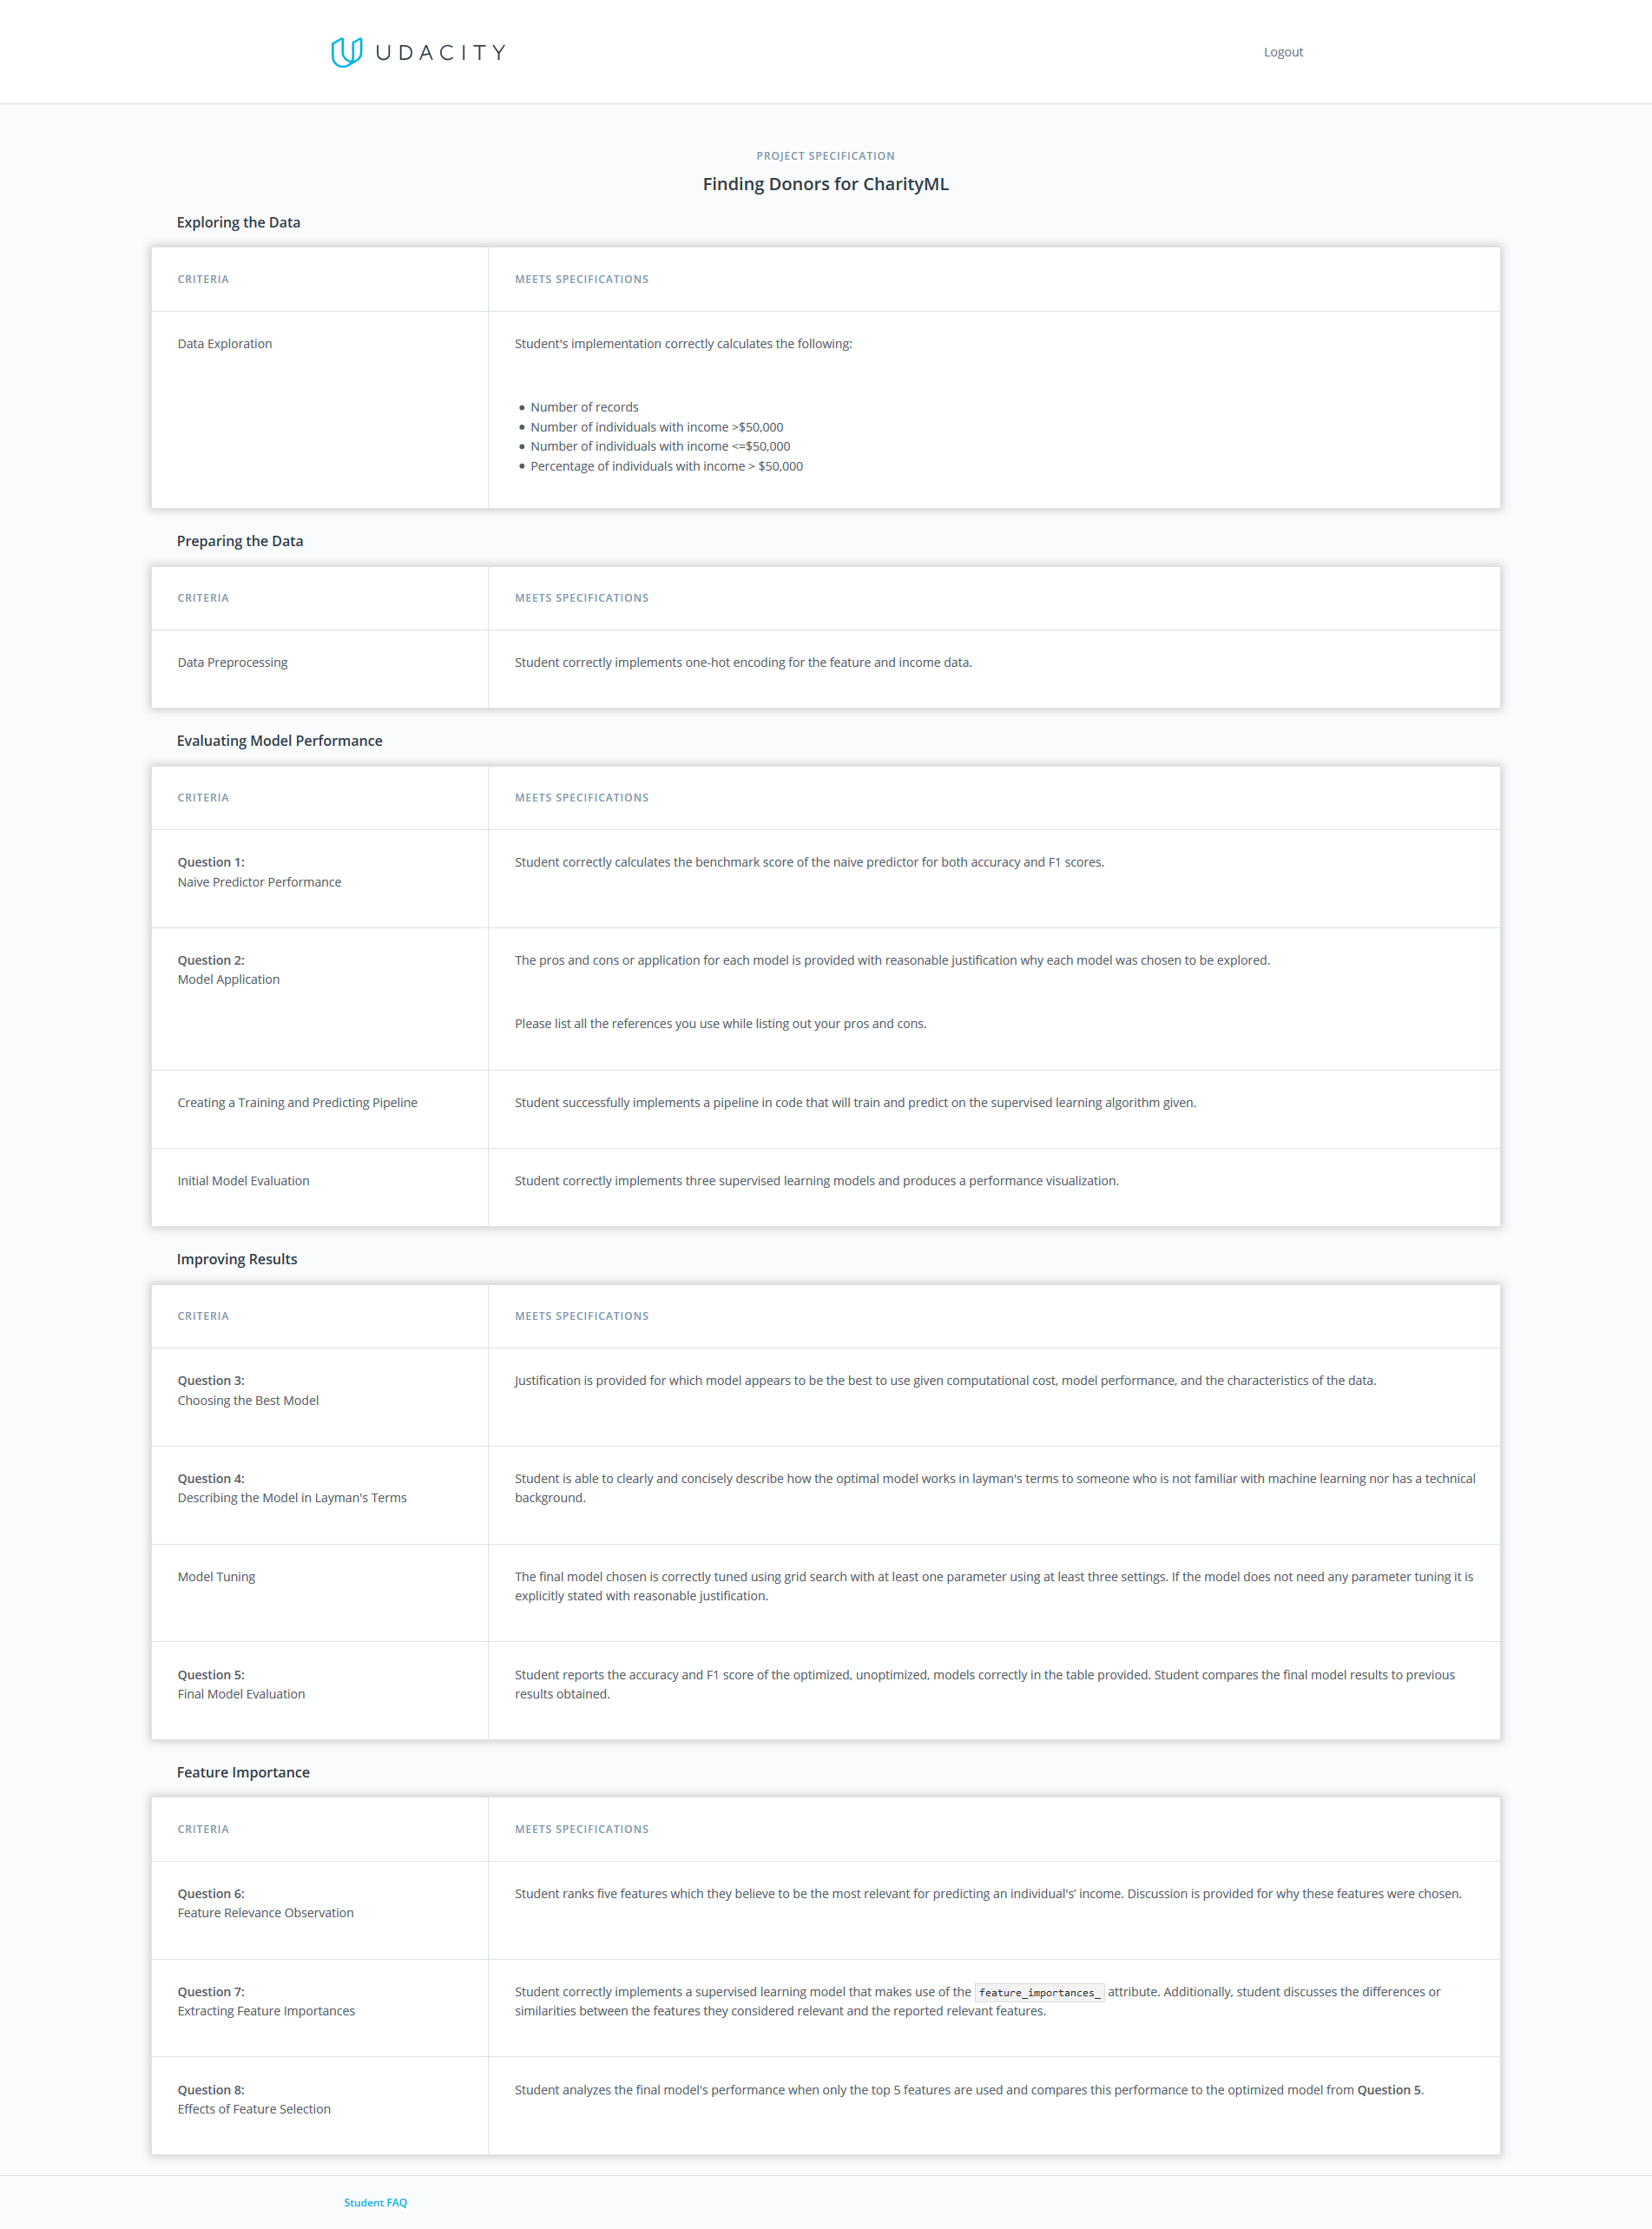 UDACITY
Logout
PROJECT SPECIFICATION
Finding Donors for CharityML
Exploring the Data
CRITERIA
MEETS SPECIFICATIONS
Data Exploration
Student's implementation correctly calculates the following:
Number of records
Number of individuals with income >$50,000
Number of individuals with income <=$50,000
Percentage of individuals with income > $50,000
Preparing the Data
CRITERIA
MEETS SPECIFICATIONS
Data Preprocessing
Student correctly implements one-hot encoding for the feature and income data.
Evaluating Model Performance
CRITERIA
MEETS SPECIFICATIONS
Question 1:
Naive Predictor Performance
Student correctly calculates the benchmark score of the naive predictor for both accuracy and F1 scores.
Question 2:
Model Application
The pros and cons or application for each model is provided with reasonable justification why each model was chosen to be explored.
Please list all the references you use while listing out your pros and cons.
Creating a Training and Predicting Pipeline
Student successfully implements a pipeline in code that will train and predict on the supervised learning algorithm given.
Initial Model Evaluation
Student correctly implements three supervised learning models and produces a performance visualization.
Improving Results
CRITERIA
MEETS SPECIFICATIONS
Question 3:
Choosing the Best Model
Justification is provided for which model appears to be the best to use given computational cost, model performance, and the characteristics of the data.
Question 4:
Describing the Model in Layman's Terms
Student is able to clearly and concisely describe how the optimal model works in layman's terms to someone who is not familiar with machine learning nor has a technical
background.
Model Tuning
The final model chosen is correctly tuned using grid search with at least one parameter using at least three settings. If the model does not need any parameter tuning it is
explicitly stated with reasonable justification.
Question 5:
Final Model Evaluation
Student reports the accuracy and F1 score of the optimized, unoptimized, models correctly in the table provided. Student compares the final model results to previous
results obtained.
Feature Importance
CRITERIA
MEETS SPECIFICATIONS
Question 6:
Feature Relevance Observation
Student ranks five features which they believe to be the most relevant for predicting an individual's’ income. Discussion is provided for why these features were chosen.
Question 7:
Extracting Feature Importances
Student correctly implements a supervised learning model that makes use of the feature_importances_ attribute. Additionally, student discusses the differences or
similarities between the features they considered relevant and the reported relevant features.
Question 8:
Effects of Feature Selection
Student analyzes the final model's performance when only the top 5 features are used and compares this performance to the optimized model from Question 5.
Student FAQ